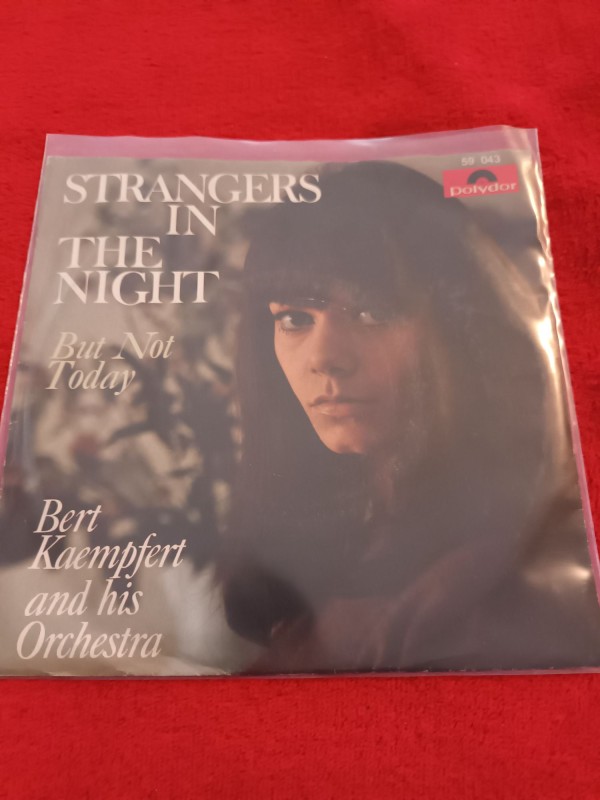 59 043
polydor
STRANGERS
IN
THE
NIGHT
But Not
Today
Bert
Kaempfert
and his
Orchestra